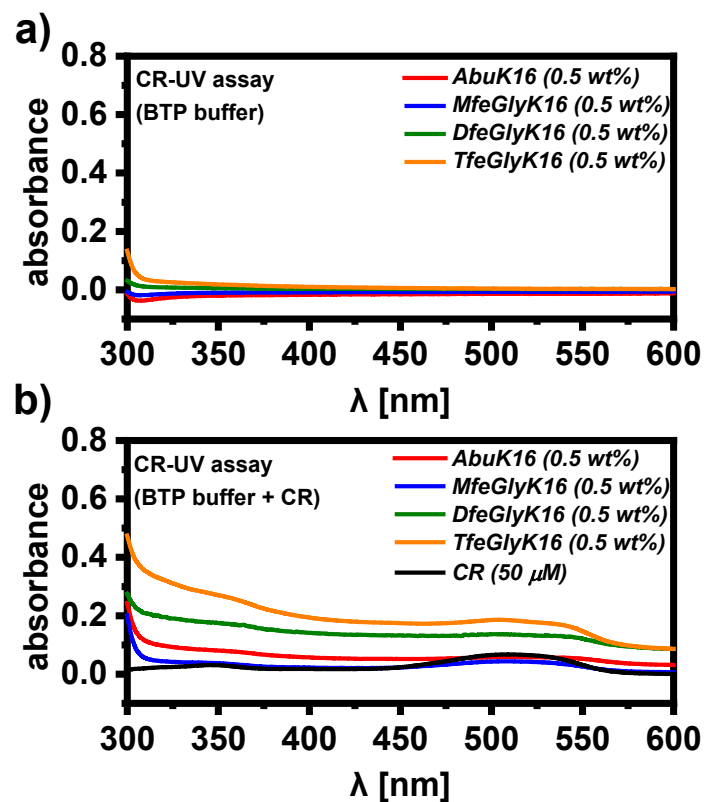 a)
0.8
0.6
0.4
0.2
0.0
absorbance
CR-UV assay
(BTP buffer)
AbuK16 (0.5 wt%)
MfeGlyK16 (0.5 wt%)
DfeGlyK16 (0.5 wt%)
TfeGlyK16 (0.5 wt%)
300 350 400 450 500 550 600
λ [nm]
b)
0.8
0.6
0.4
0.2
0.0
absorbance
CR-UV assay
(BTP buffer + CR)
AbuK16 (0.5 wt%)
MfeGlyK16 (0.5 wt%)
DfeGlyK16 (0.5 wt%)
TfeGlyK16 (0.5 wt%)
CR (50 μM)
300 350 400 450 500 550 600
λ [nm]